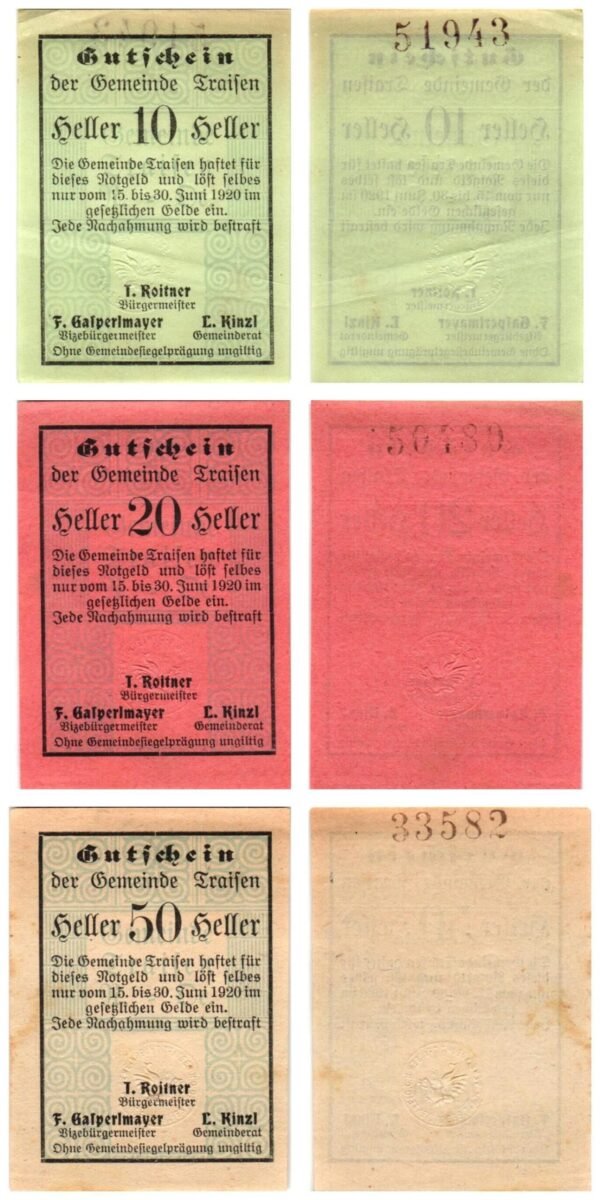 Gutschein
der Gemeinde Traisen
Heller 10 Heller
Die Gemeinde Traisen haftet für
dieses Notgeld und löst selbes
nur vom 15. bis 30. Juni 1920 im
gesetzlichen Gelde ein.
Jede Nachahmung wird bestraft
I. Roitner
Bürgermeister
F. Gasperlmayer L. Kinzl
Vizebürgermeister Gemeinderat
Ohne Gemeindesiegelprägung ungiltig
51943
Gutschein
der Gemeinde Traisen
Heller 20 Heller
Die Gemeinde Traisen haftet für
dieses Notgeld und löst selbes
nur vom 15. bis 30. Juni 1920 im
gesetzlichen Gelde ein.
Jede Nachahmung wird bestraft
I. Roitner
Bürgermeister
F. Gasperlmayer L. Kinzl
Vizebürgermeister Gemeinderat
Ohne Gemeindesiegelprägung ungiltig
Gutschein
der Gemeinde Traisen
Heller 50 Heller
Die Gemeinde Traisen haftet für
dieses Notgeld und löst selbes
nur vom 15. bis 30. Juni 1920 im
gesetzlichen Gelde ein.
Jede Nachahmung wird bestraft
I. Roitner
Bürgermeister
F. Gasperlmayer L. Kinzl
Vizebürgermeister Gemeinderat
Ohne Gemeindesiegelprägung ungiltig
33582